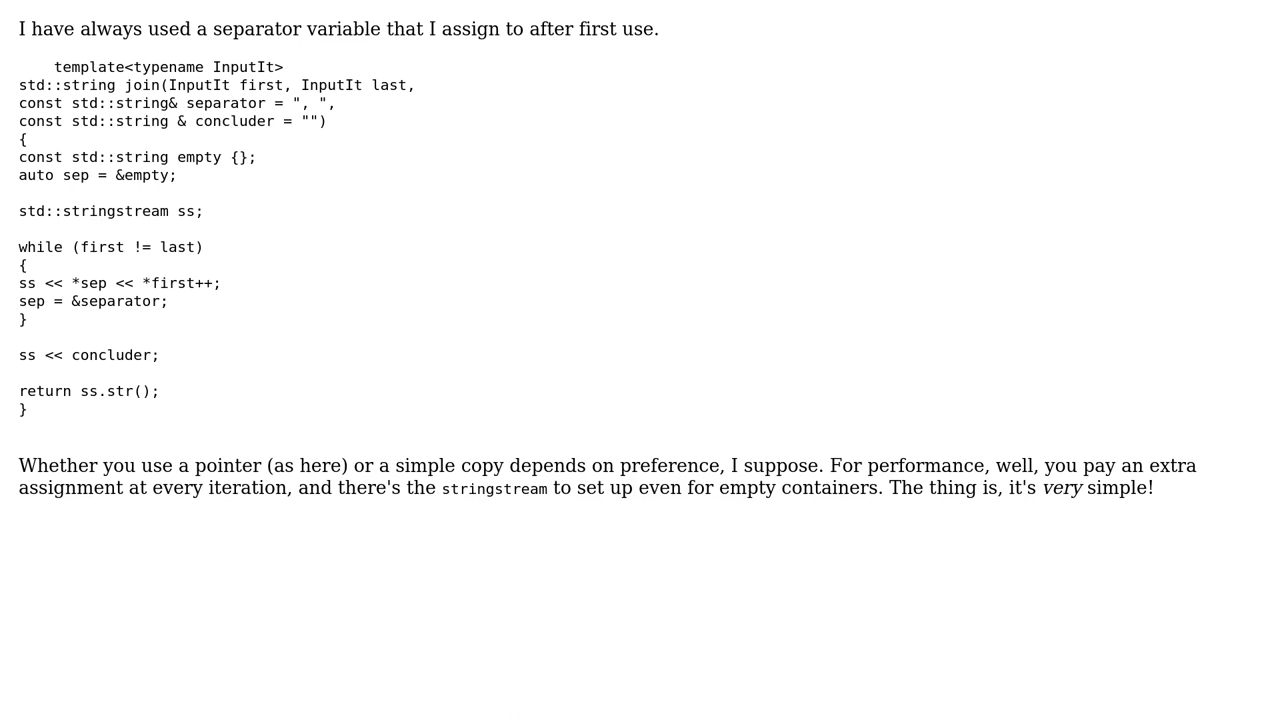 I have always used a separator variable that I assign to after first use.
template<typename InputIt>
std::string join(InputIt first, InputIt last,
const std::string& separator = ", ",
const std::string & concluder = "")
{
const std::string empty {};
auto sep = &empty;
std::stringstream ss;
while (first != last)
{
ss << *sep << *first++;
sep = &separator;
}
ss << concluder;
return ss.str();
}
Whether you use a pointer (as here) or a simple copy depends on preference, I suppose. For performance, well, you pay an extra
assignment at every iteration, and there's the stringstream to set up even for empty containers. The thing is, it's very simple!